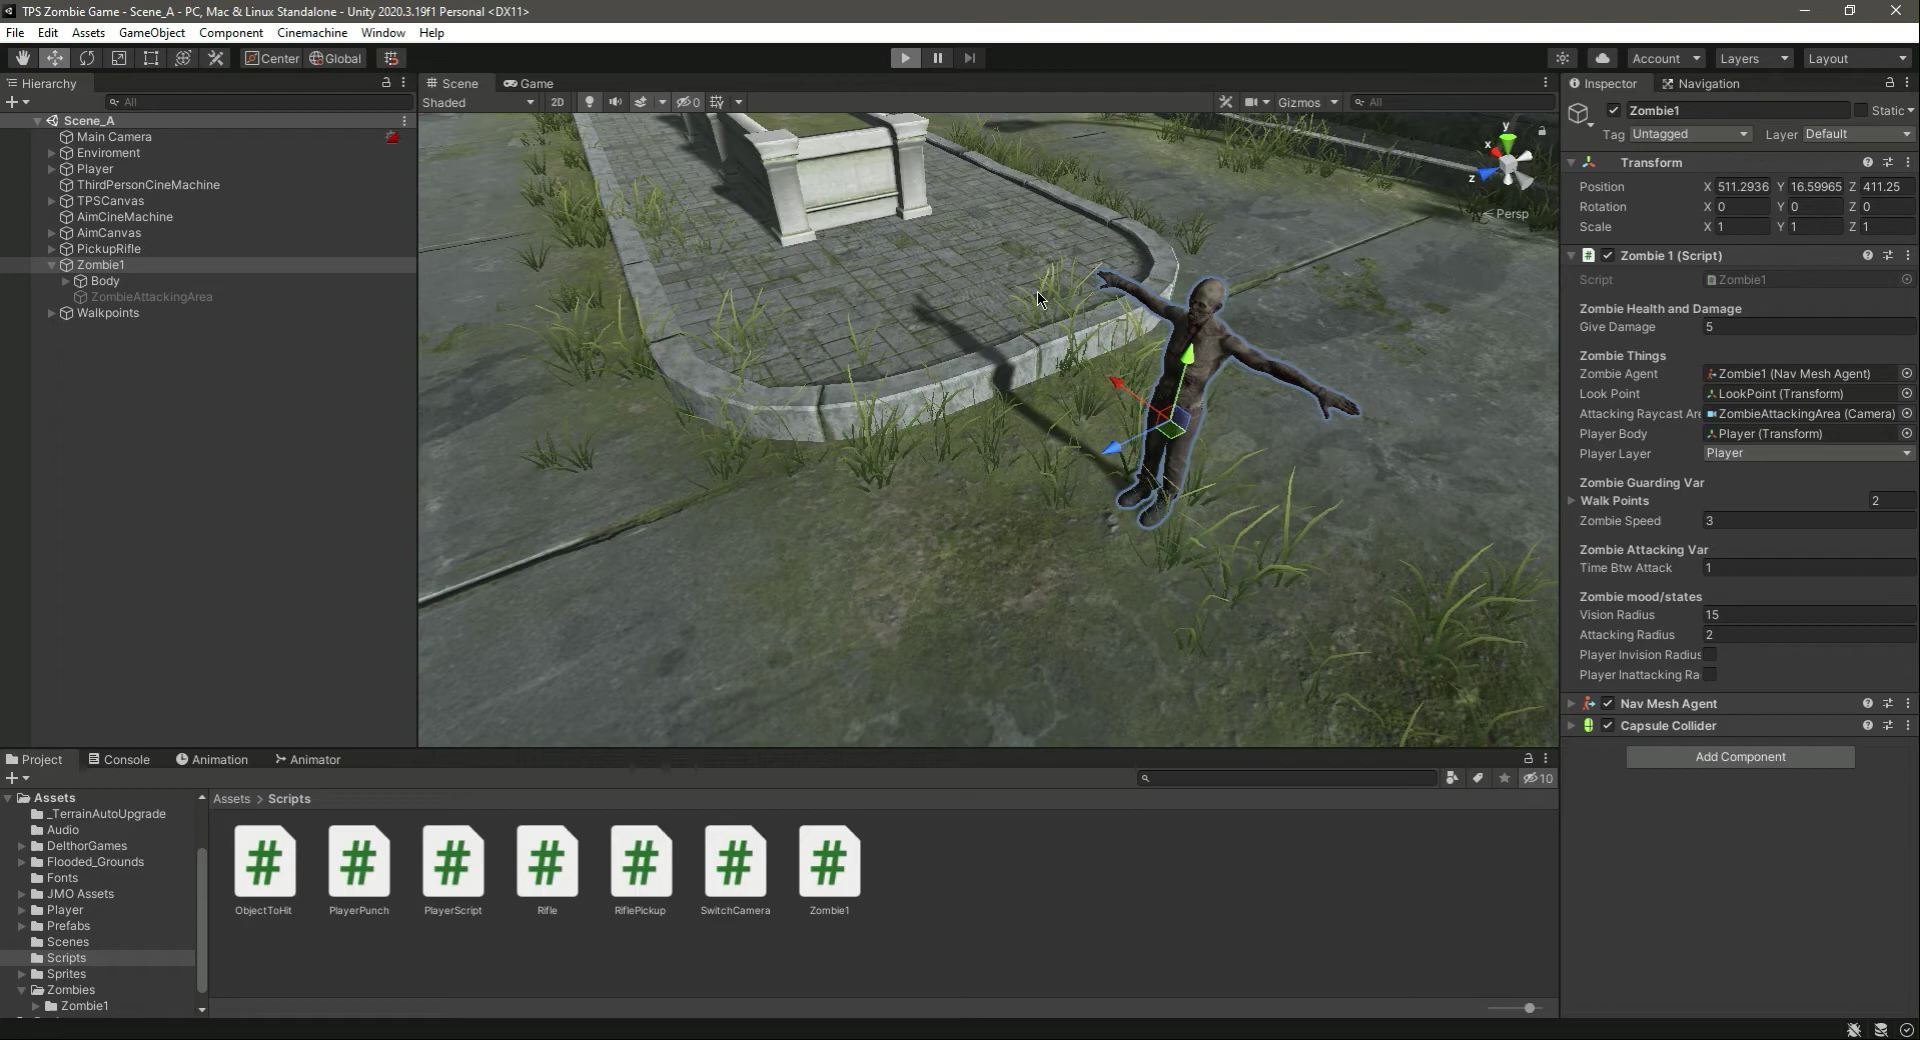 TPS Zombie Game - Scene_A - PC, Mac & Linux Standalone - Unity 2020.3.19f1 Personal <DX11>
File Edit Assets GameObject Component Cinemachine Window Help
Center Global Account Layers Layout
Hierarchy
All
Scene_A
Main Camera
Enviroment
Player
ThirdPersonCineMachine
TPSCanvas
AimCineMachine
AimCanvas
PickupRifle
Zombie1
Body
ZombieAttackingArea
Walkpoints
Scene Game
Shaded 2D 0 Gizmos All
y
x
z
Persp
Inspector Navigation
Zombie1 Static
Tag Untagged Layer Default
Transform
Position X 511.2936 Y 16.59965 Z 411.25
Rotation X 0 Y 0 Z 0
Scale X 1 Y 1 Z 1
Zombie 1 (Script)
Script Zombie1
Zombie Health and Damage
Give Damage 5
Zombie Things
Zombie Agent Zombie1 (Nav Mesh Agent)
Look Point LookPoint (Transform)
Attacking Raycast Are ZombieAttackingArea (Camera)
Player Body Player (Transform)
Player Layer Player
Zombie Guarding Var
Walk Points 2
Zombie Speed 3
Zombie Attacking Var
Time Btw Attack 1
Zombie mood/states
Vision Radius 15
Attacking Radius 2
Player Invision Radius
Player Inattacking Ra
Nav Mesh Agent
Capsule Collider
Add Component
Project Console Animation Animator
10
Assets
_TerrainAutoUpgrade
Audio
DelthorGames
Flooded_Grounds
Fonts
JMO Assets
Player
Prefabs
Scenes
Scripts
Sprites
Zombies
Zombie1
Assets > Scripts
ObjectToHit PlayerPunch PlayerScript Rifle RiflePickup SwitchCamera Zombie1